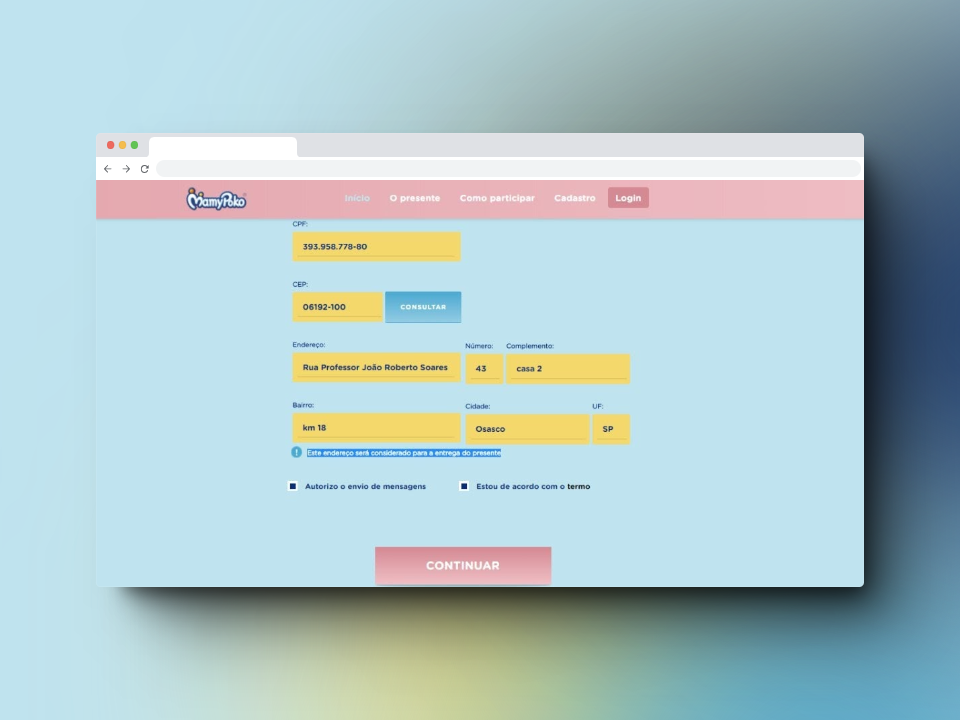 MamyPoko
Início O presente Como participar Cadastro Login
CPF:
393.958.778-80
CEP:
06192-100 CONSULTAR
Endereço: Número: Complemento:
Rua Professor João Roberto Soares 43 casa 2
Bairro: Cidade: UF:
km 18 Osasco SP
! Este endereço será considerado para a entrega do presente
Autorizo o envio de mensagens Estou de acordo com o termo
CONTINUAR